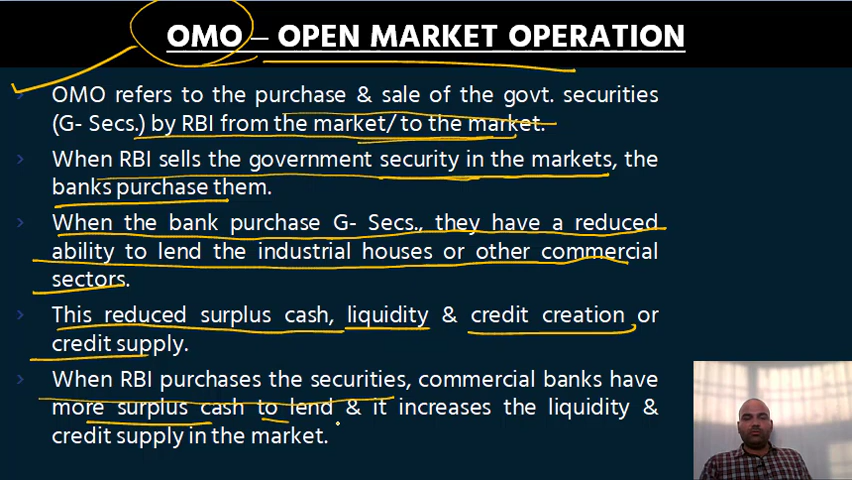 OMO – OPEN MARKET OPERATION
OMO refers to the purchase & sale of the govt. securities
(G- Secs.) by RBI from the market/ to the market.
When RBI sells the government security in the markets, the
banks purchase them.
When the bank purchase G- Secs., they have a reduced
ability to lend the industrial houses or other commercial
sectors.
This reduced surplus cash, liquidity & credit creation or
credit supply.
When RBI purchases the securities, commercial banks have
more surplus cash to lend & it increases the liquidity &
credit supply in the market.